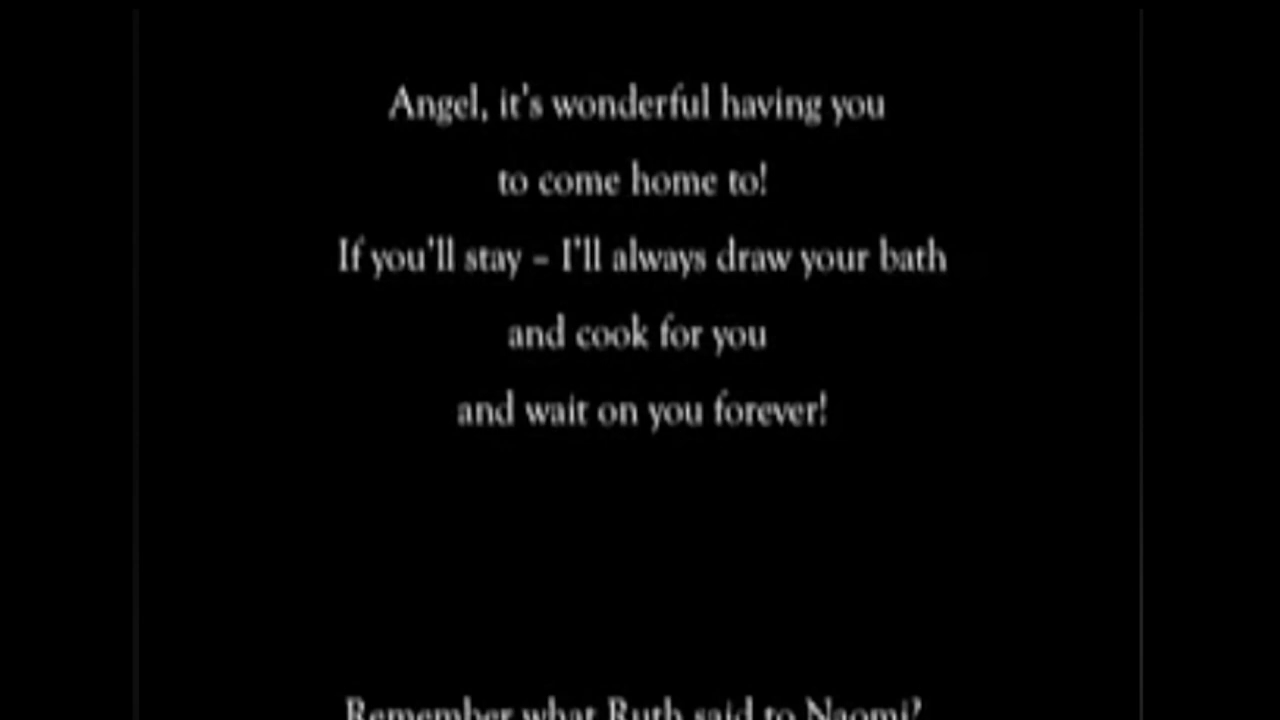 Angel, it's wonderful having you
to come home to!
If you'll stay – I'll always draw your bath
and cook for you
and wait on you forever!
Remember what Ruth said to Naomi?